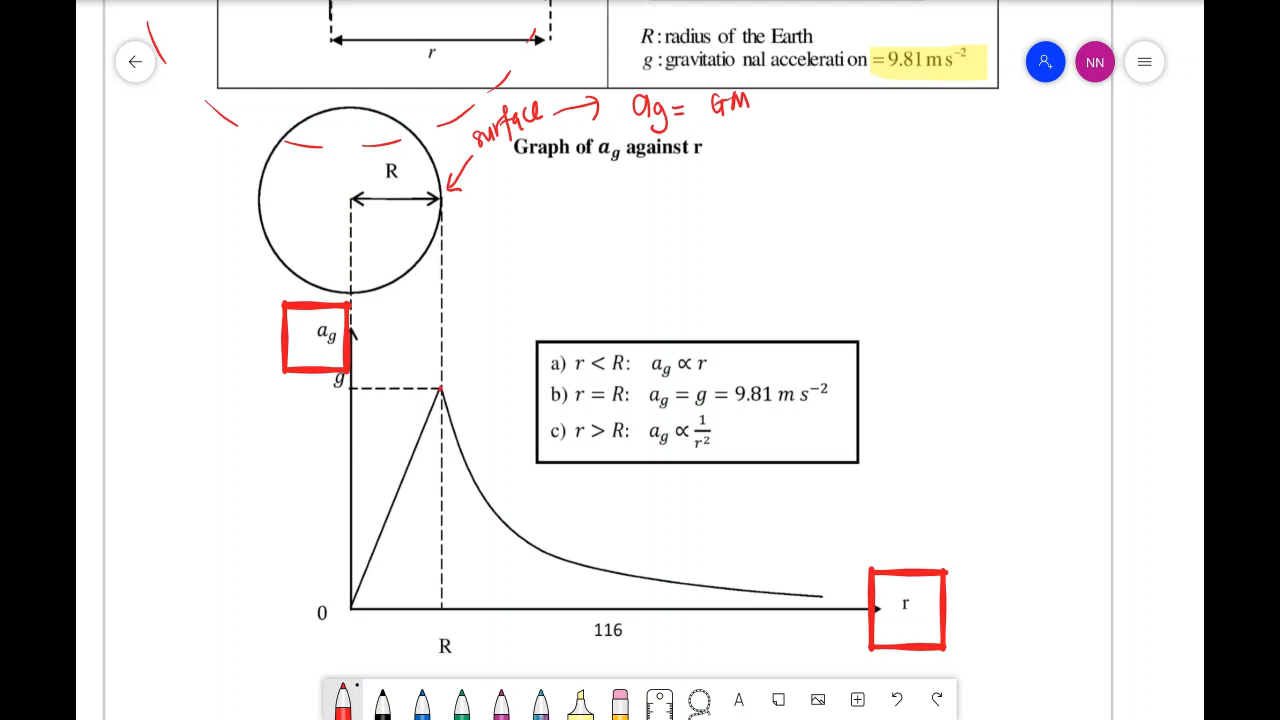 r
R : radius of the Earth
g : gravitatio nal accelerati on = 9.81 m s⁻²
NN
surface → a_g = GM
Graph of a_g against r
R
a_g
g
a) r < R: a_g ∝ r
b) r = R: a_g = g = 9.81 m s⁻²
c) r > R: a_g ∝ 1/r²
0
r
116
R
A